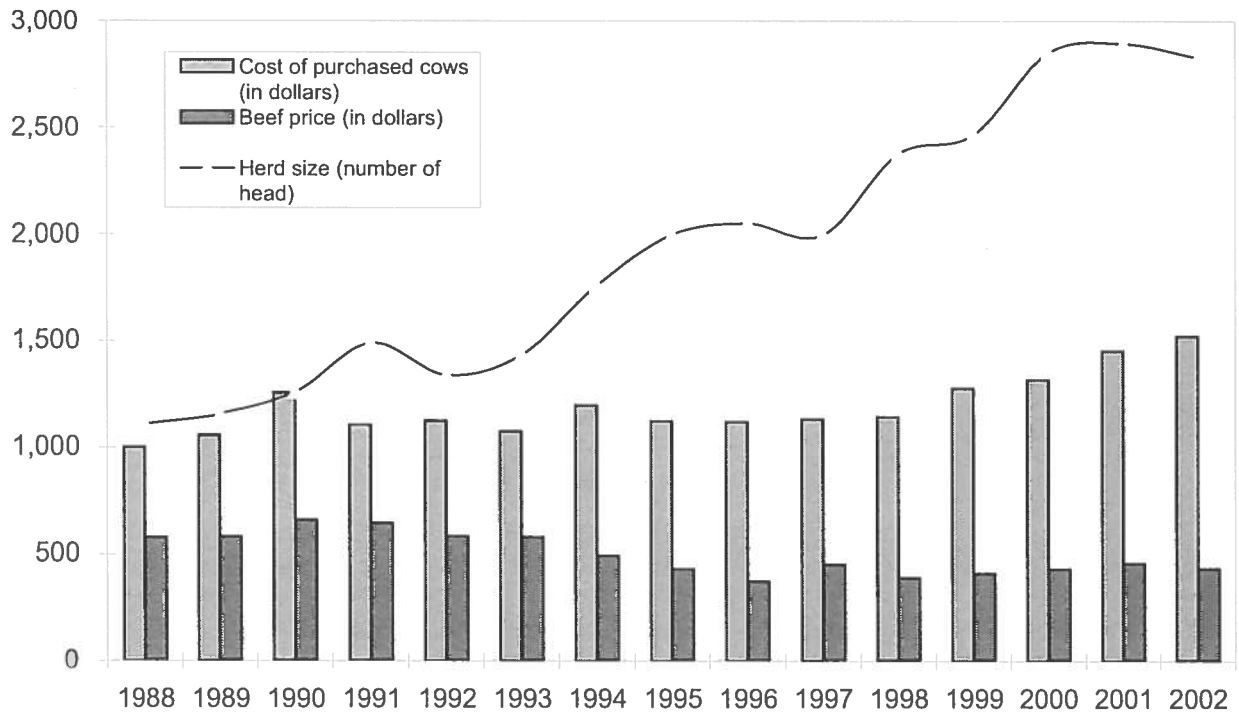 3,000
Cost of purchased cows
(in dollars)
Beef price (in dollars)
Herd size (number of
head)
2,500
2,000
1,500
1,000
500
0
1988 1989 1990 1991 1992 1993 1994 1995 1996 1997 1998 1999 2000 2001 2002